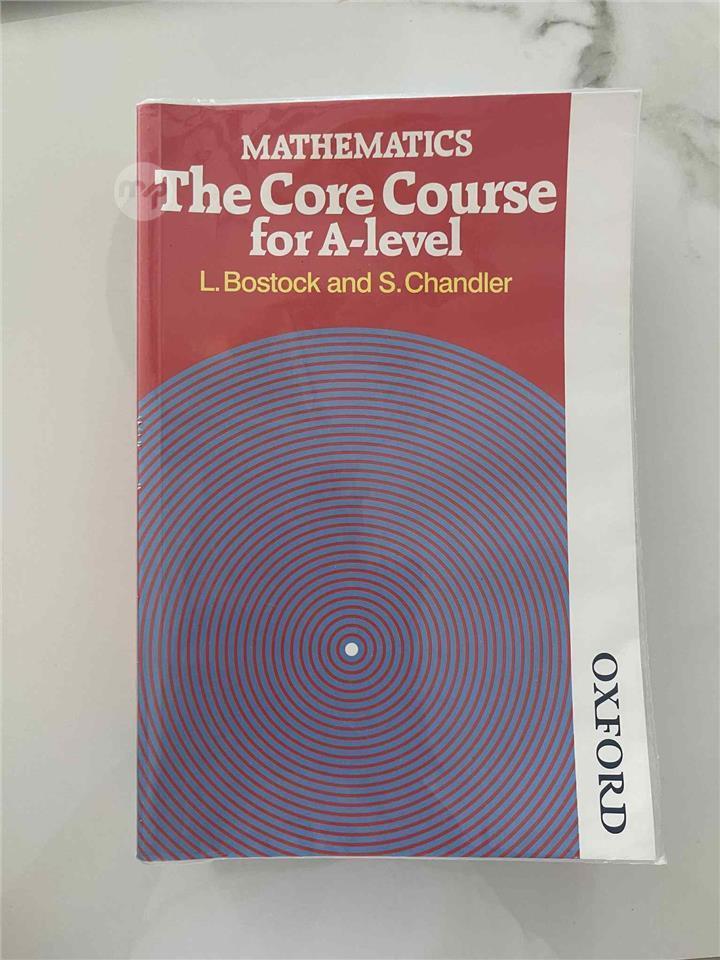 MATHEMATICS
The Core Course
for A-level
L. Bostock and S. Chandler
OXFORD